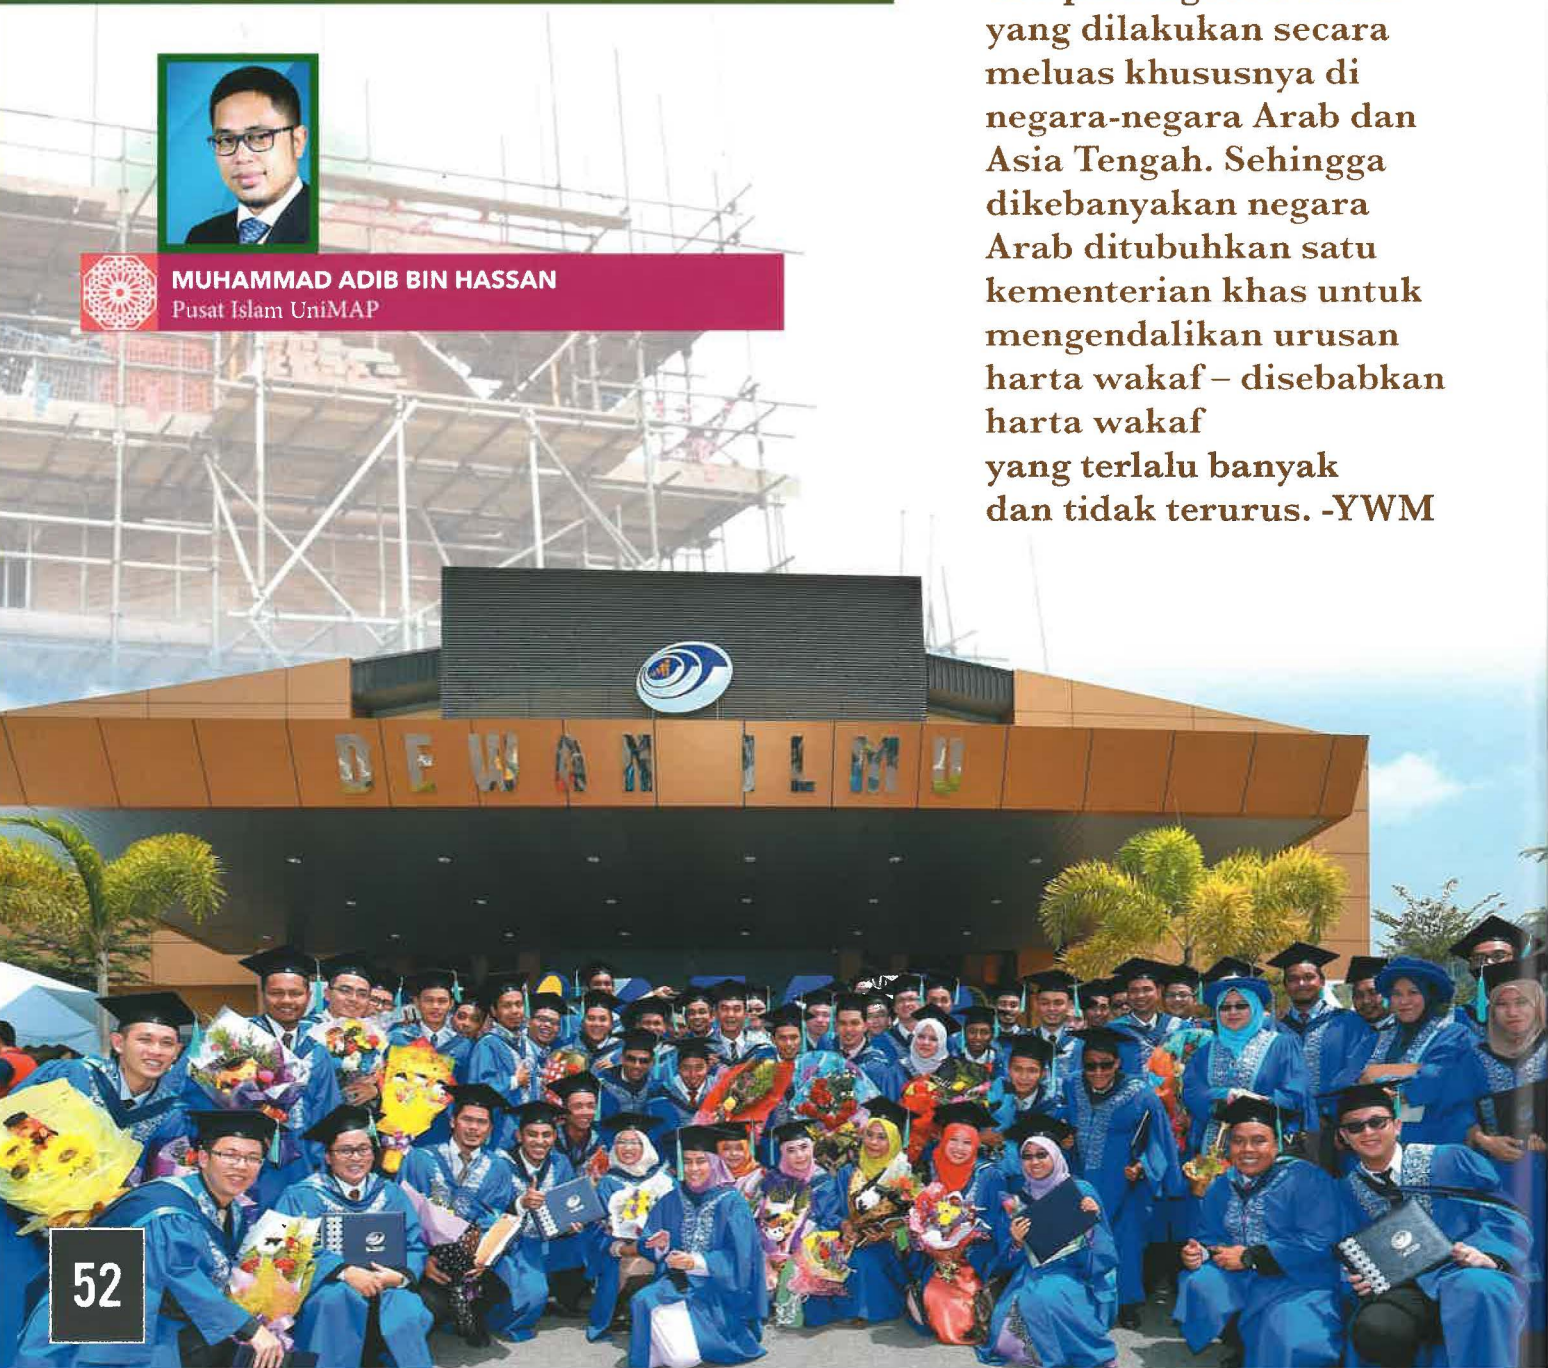 MUHAMMAD ADIB BIN HASSAN
Pusat Islam UniMAP
yang dilakukan secara
meluas khususnya di
negara-negara Arab dan
Asia Tengah. Sehingga
dikebanyakan negara
Arab ditubuhkan satu
kementerian khas untuk
mengendalikan urusan
harta wakaf – disebabkan
harta wakaf
yang terlalu banyak
dan tidak terurus. -YWM
DEWAN ILMU
52